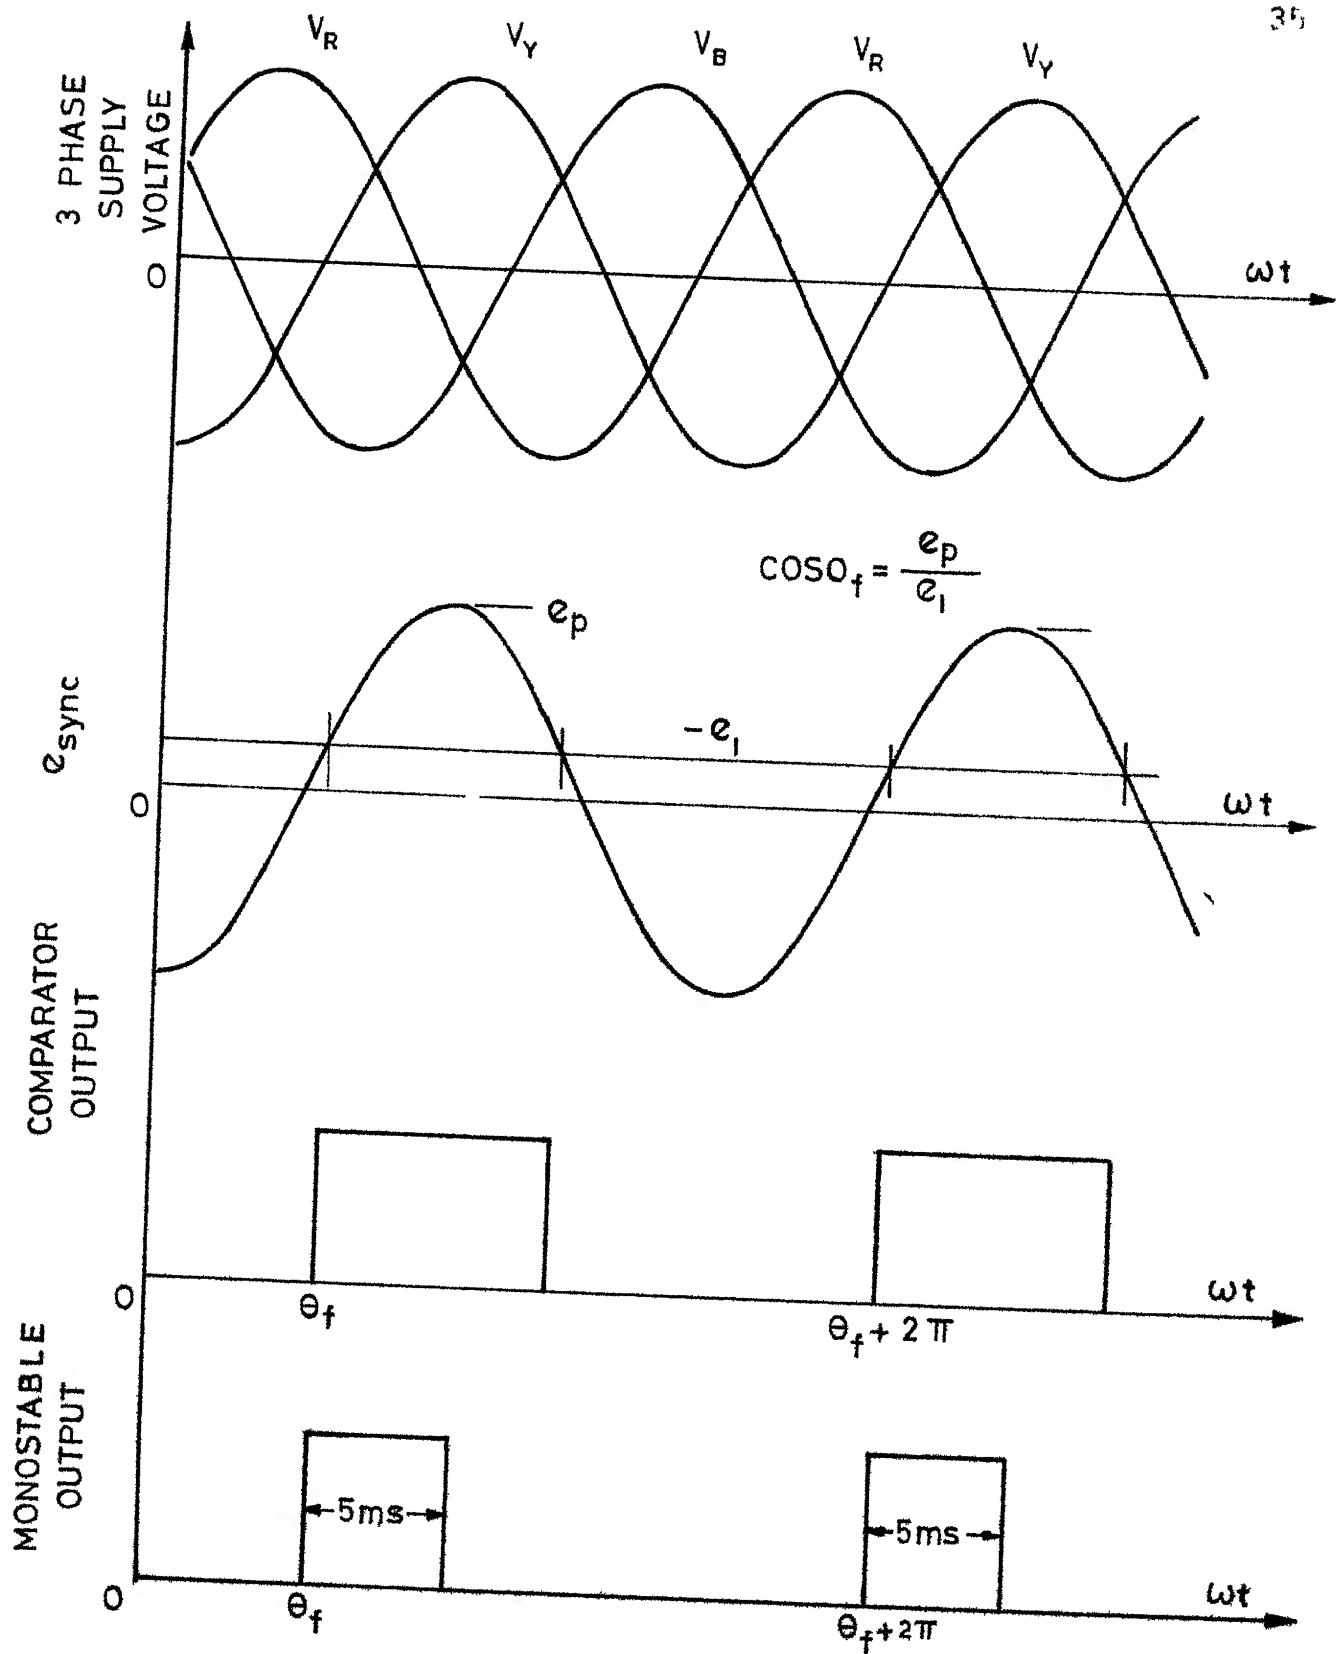 V_R V_Y V_B V_R V_Y
3 PHASE
SUPPLY
VOLTAGE
0
ωt
COSO_f = e_p / e_1
e_p
e_sync
-e_1
0
ωt
COMPARATOR
OUTPUT
0
θ_f
θ_f + 2π
ωt
MONOSTABLE
OUTPUT
5ms
5ms
0
θ_f
θ_f+2π
ωt